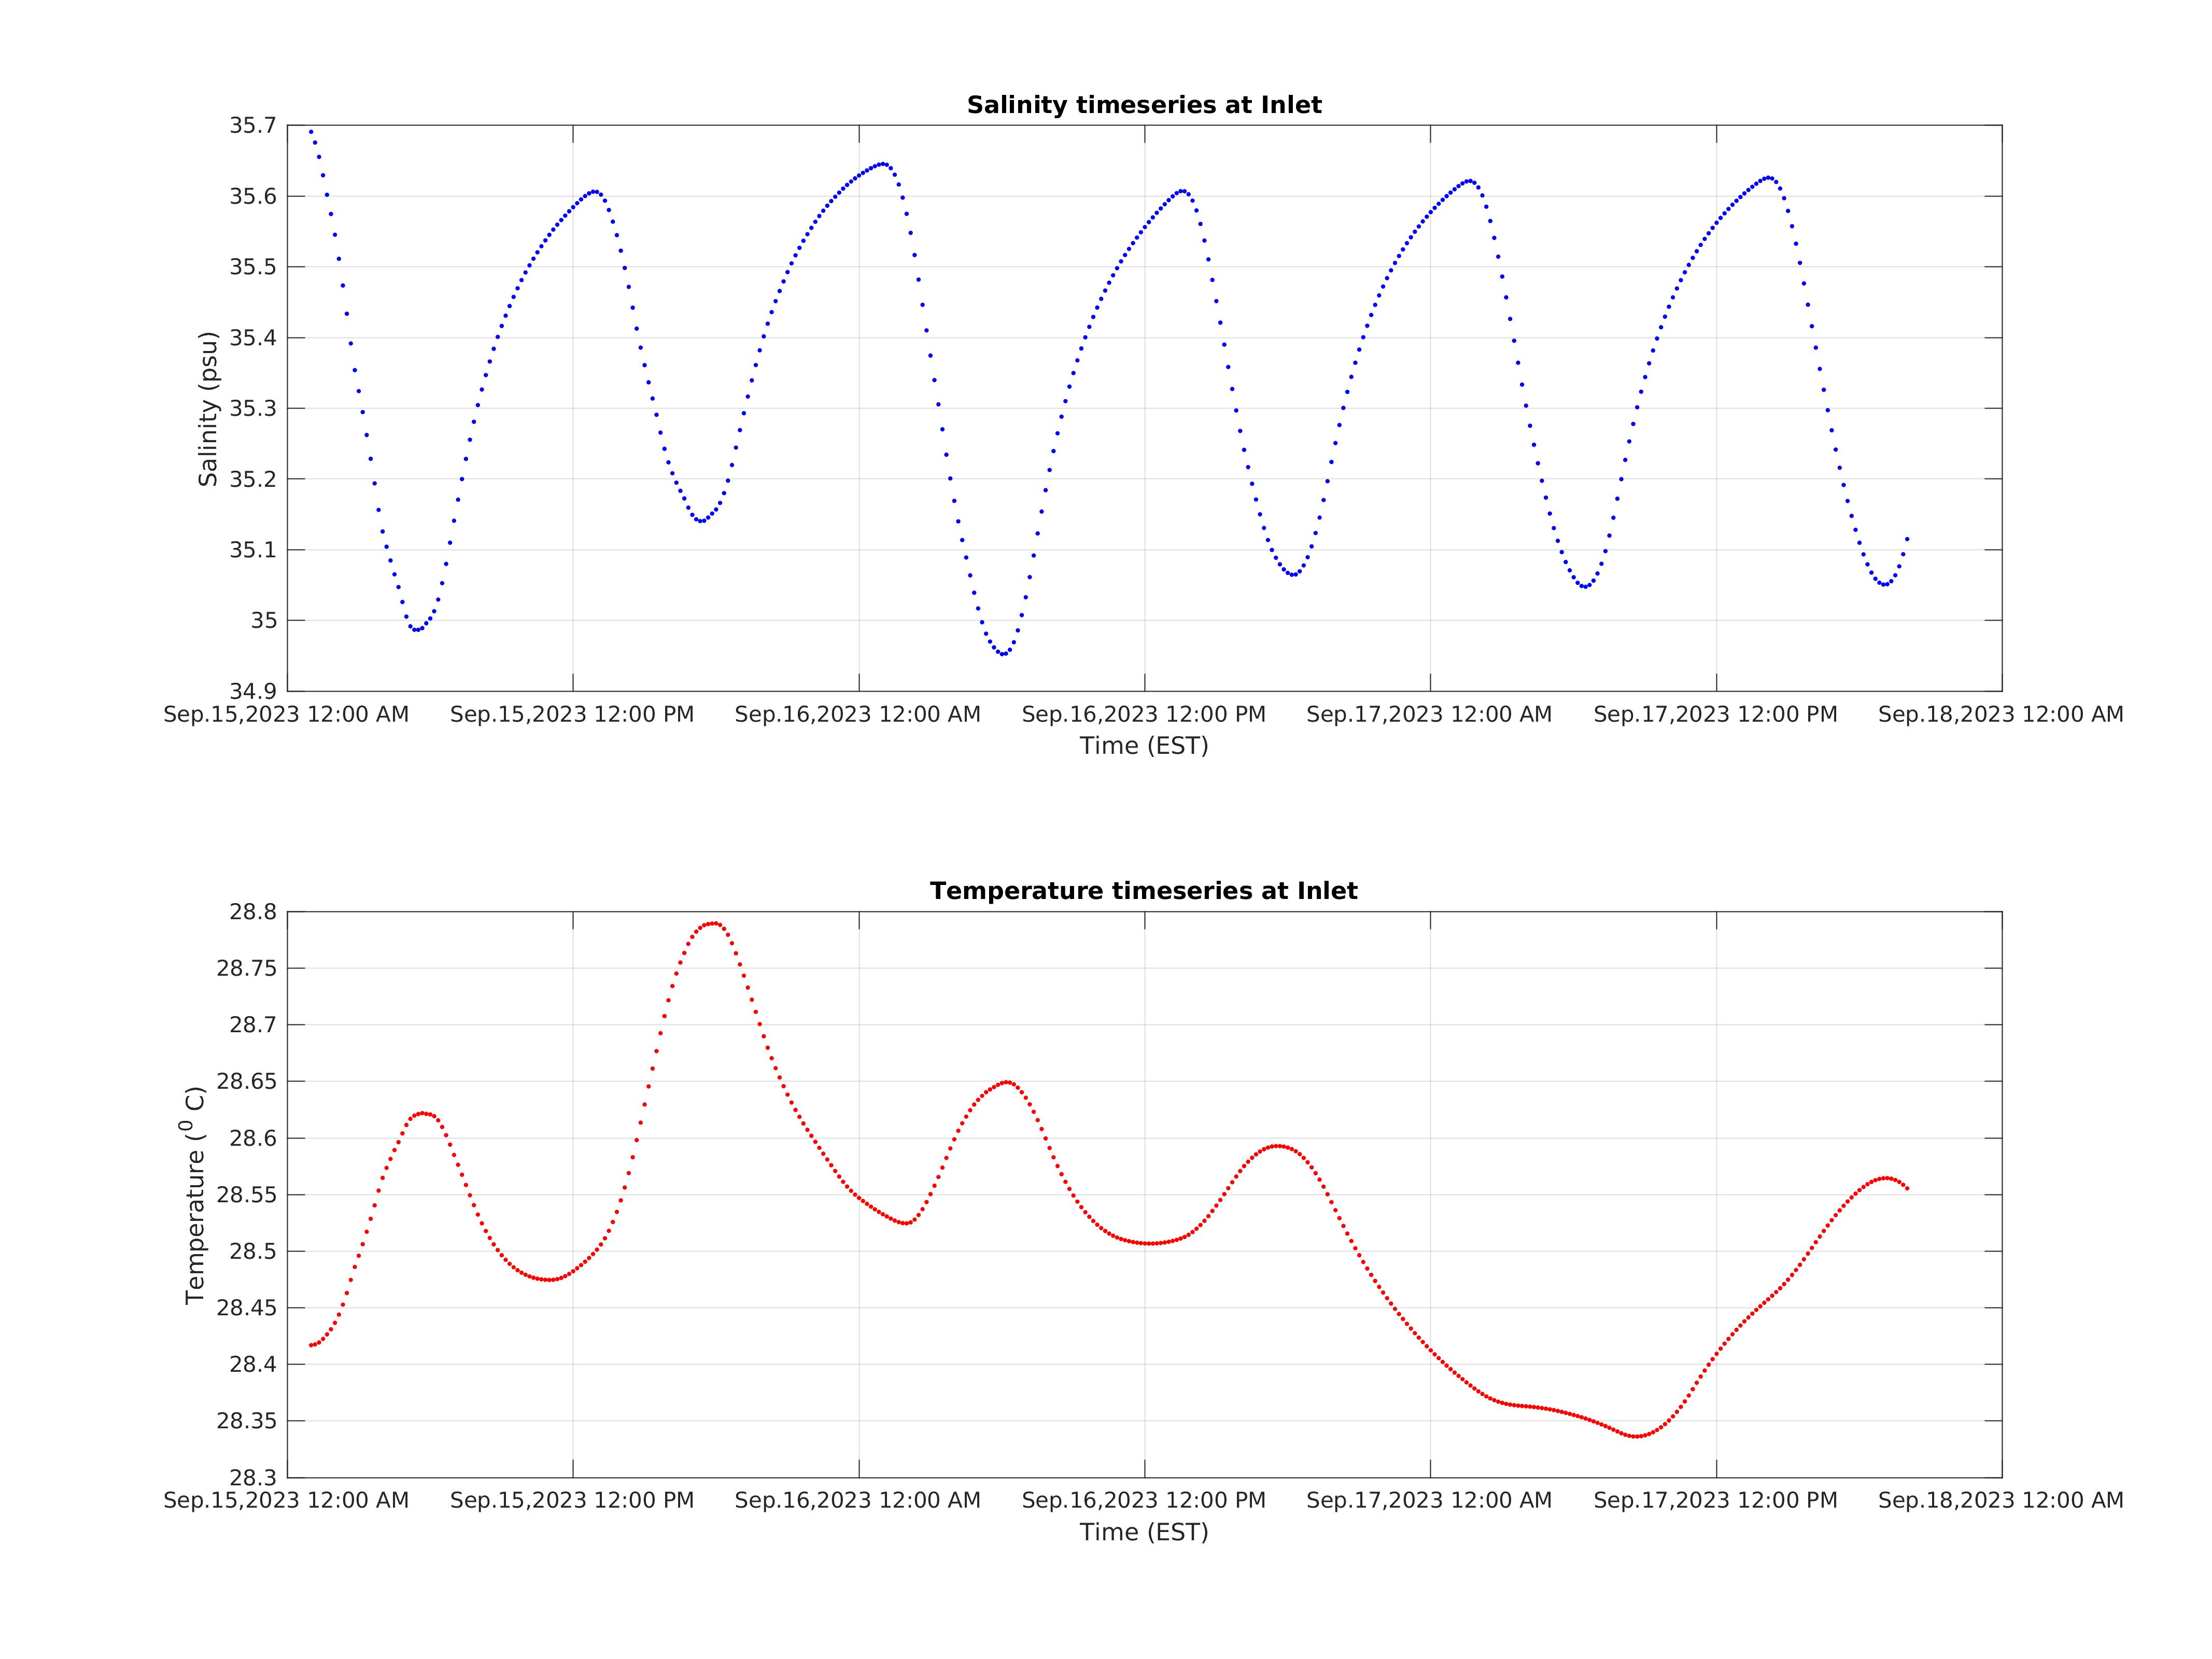 Salinity timeseries at Inlet
35.7
35.6
35.5
35.4
35.3
35.2
35.1
35
34.9
Salinity (psu)
Sep.15,2023 12:00 AM Sep.15,2023 12:00 PM Sep.16,2023 12:00 AM Sep.16,2023 12:00 PM Sep.17,2023 12:00 AM Sep.17,2023 12:00 PM Sep.18,2023 12:00 AM
Time (EST)
Temperature timeseries at Inlet
28.8
28.75
28.7
28.65
28.6
28.55
28.5
28.45
28.4
28.35
28.3
Temperature (⁰ C)
Sep.15,2023 12:00 AM Sep.15,2023 12:00 PM Sep.16,2023 12:00 AM Sep.16,2023 12:00 PM Sep.17,2023 12:00 AM Sep.17,2023 12:00 PM Sep.18,2023 12:00 AM
Time (EST)